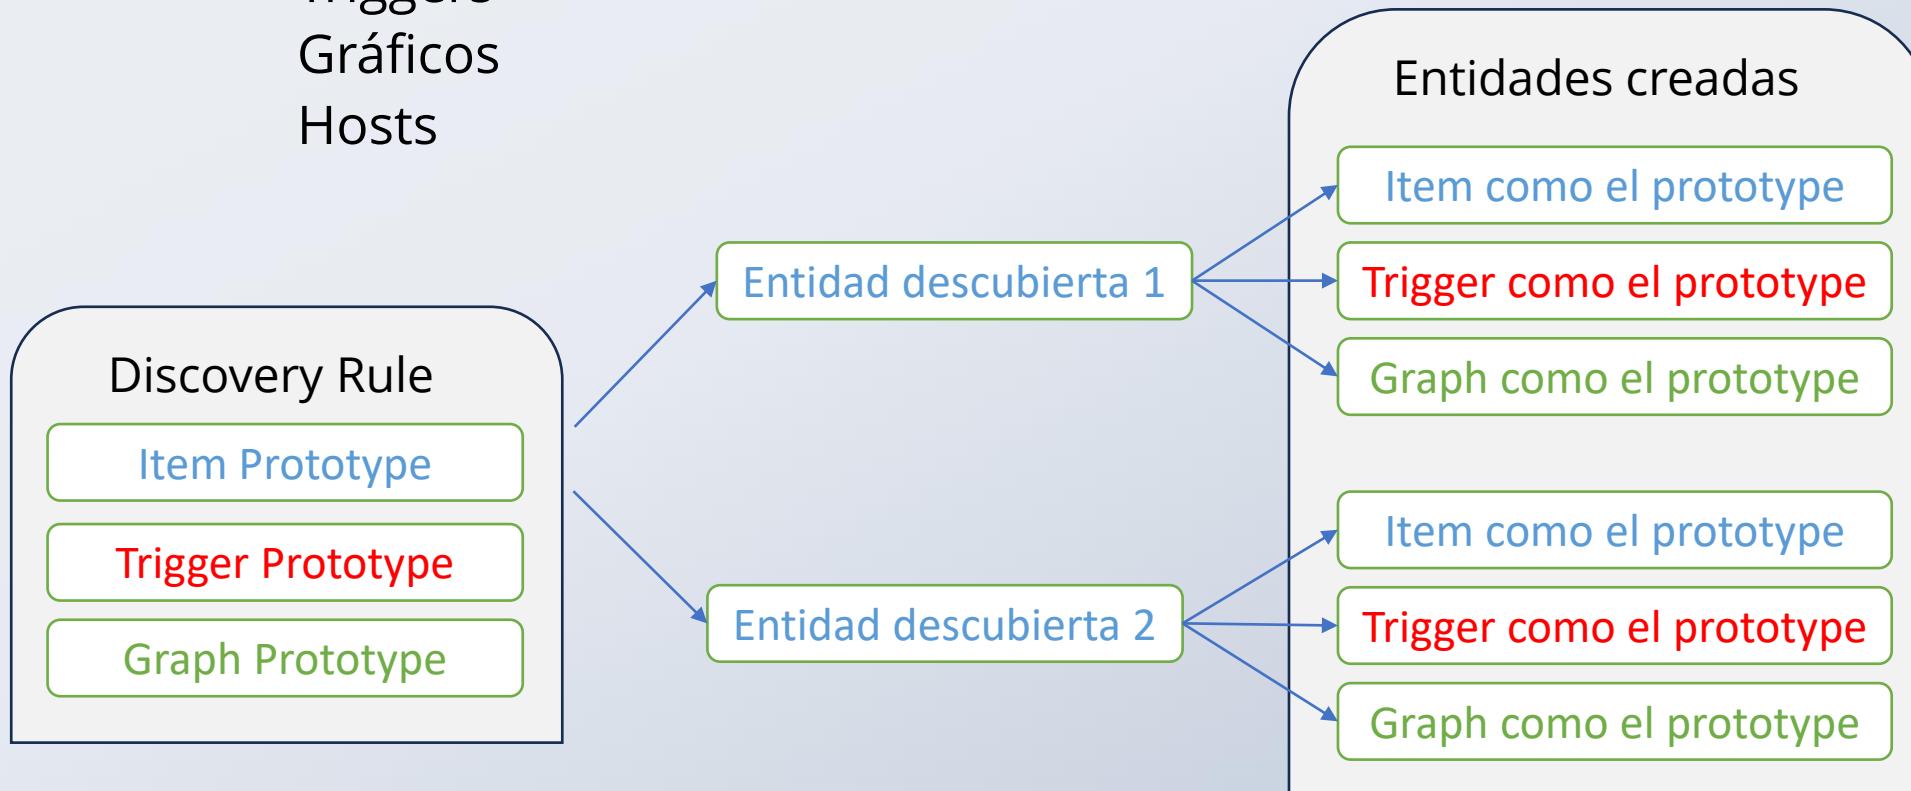 Triggers
Gráficos
Hosts
Discovery Rule
Item Prototype
Trigger Prototype
Graph Prototype
Entidad descubierta 1
Entidad descubierta 2
Entidades creadas
Item como el prototype
Trigger como el prototype
Graph como el prototype
Item como el prototype
Trigger como el prototype
Graph como el prototype